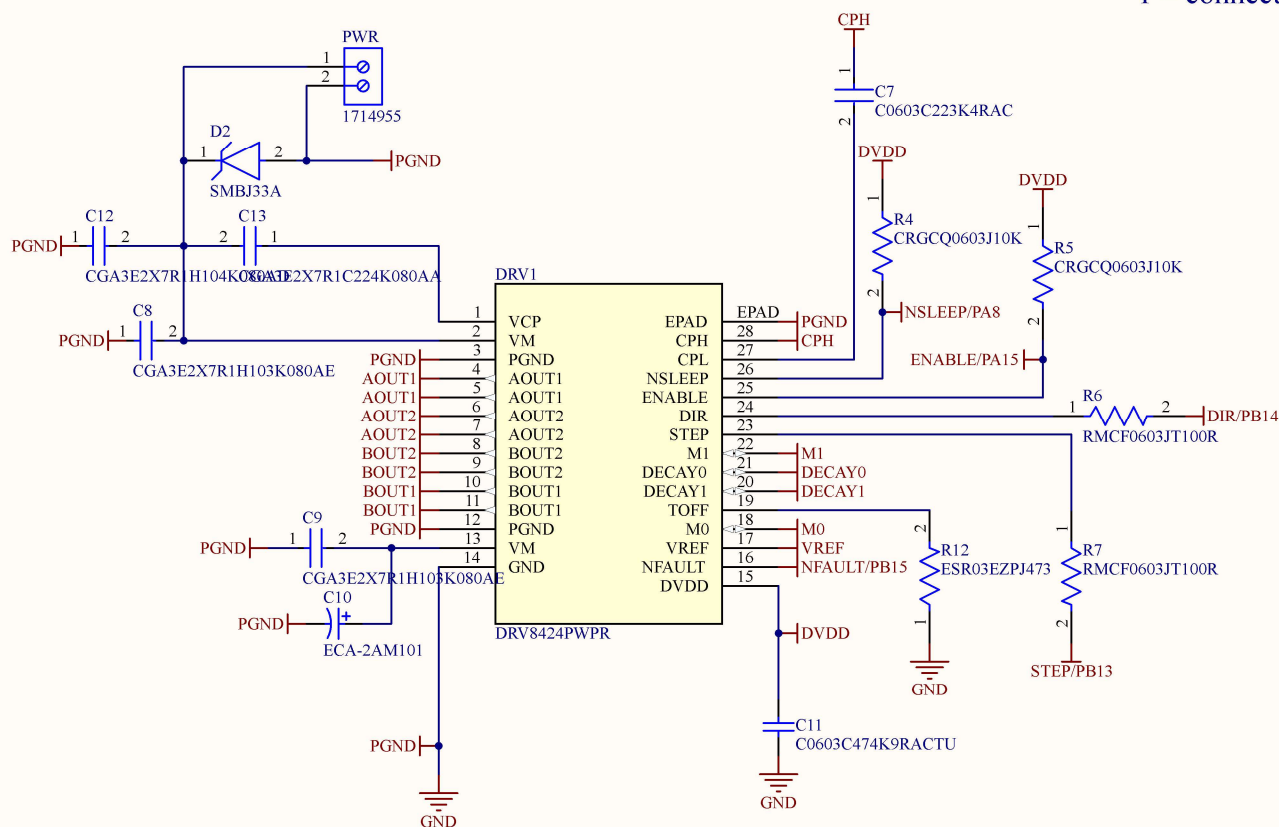 connect
CPH
PWR
1
2
1714955
1
C7
C0603C223K4RAC
2
D2
1
2
SMBJ33A
PGND
DVDD
1
R4
CRGCQ0603J10K
2
NSLEEP/PA8
DVDD
1
R5
CRGCQ0603J10K
2
ENABLE/PA15
C12
PGND
1
2
CGA3E2X7R1H104K080AD
C13
2
1
CGA3E2X7R1C224K080AA
C8
PGND
1
2
CGA3E2X7R1H103K080AE
DRV1
1 VCP
2 VM
PGND 3 PGND
AOUT1 4 AOUT1
AOUT1 5 AOUT1
AOUT2 6 AOUT2
AOUT2 7 AOUT2
BOUT2 8 BOUT2
BOUT2 9 BOUT2
BOUT1 10 BOUT1
BOUT1 11 BOUT1
PGND 12 PGND
13 VM
14 GND
EPAD EPAD PGND
CPH 28 CPH
CPL 27
NSLEEP 26
ENABLE 25
DIR 24
STEP 23
M1 22 M1
DECAY0 21 DECAY0
DECAY1 20 DECAY1
TOFF 19
M0 18 M0
VREF 17 VREF
NFAULT 16 NFAULT/PB15
DVDD 15
DRV8424PWPR
R6
1
2
DIR/PB14
RMCF0603JT100R
C9
PGND
1
2
CGA3E2X7R1H103K080AE
C10
PGND
+
ECA-2AM101
2
R12
ESR03EZPJ473
1
GND
1
R7
RMCF0603JT100R
2
STEP/PB13
DVDD
C11
C0603C474K9RACTU
GND
PGND
GND